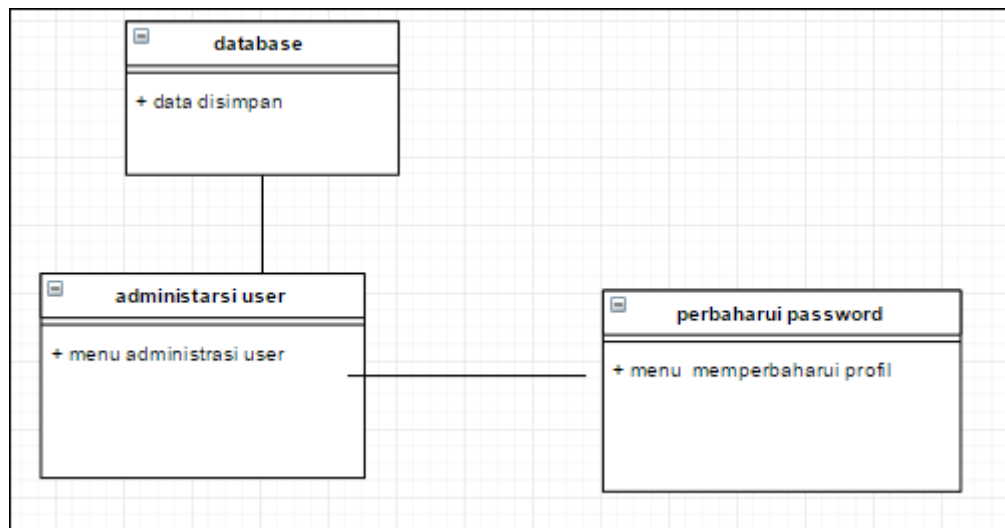 database
+ data disimpan
administarsi user
+ menu administrasi user
perbaharui password
+ menu memperbaharui profil